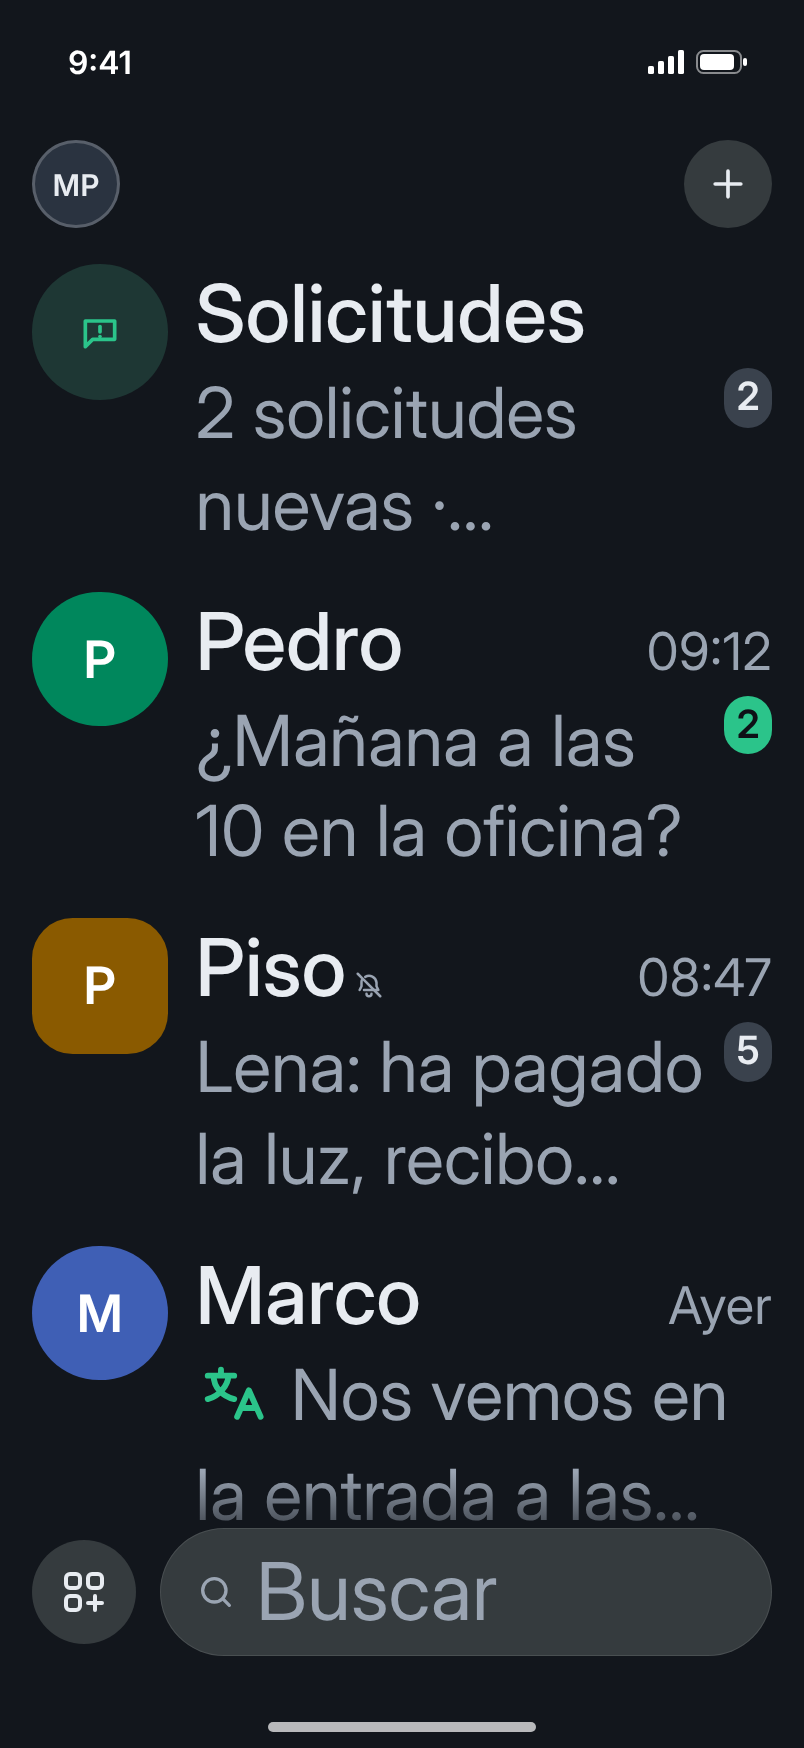 9:41
MP
Solicitudes
2 solicitudes
2
nuevas ·...
P
Pedro
09:12
¿Mañana a las
2
10 en la oficina?
P
Piso
08:47
Lena: ha pagado
5
la luz, recibo...
M
Marco
Ayer
Nos vemos en
la entrada a las...
Buscar